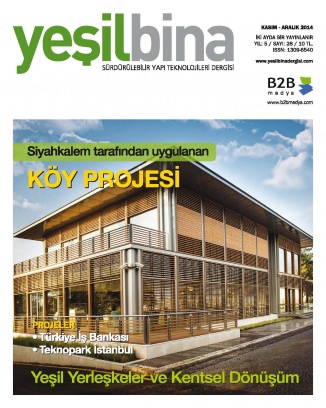 yeşilbina
SÜRDÜRÜLEBİLİR YAPI TEKNOLOJİLERİ DERGİSİ
KASIM - ARALIK 2014
İKİ AYDA BİR YAYINLANIR
YIL: 5 / SAYI: 28 / 10 TL.
ISSN: 1309-6540
www.yesilbinadergisi.com
B2B
medya
www.b2bmedya.com
Siyahkalem tarafından uygulanan
KÖY PROJESİ
PROJELER
• Türkiye İş Bankası
• Teknopark İstanbul
Yeşil Yerleşkeler ve Kentsel Dönüşüm